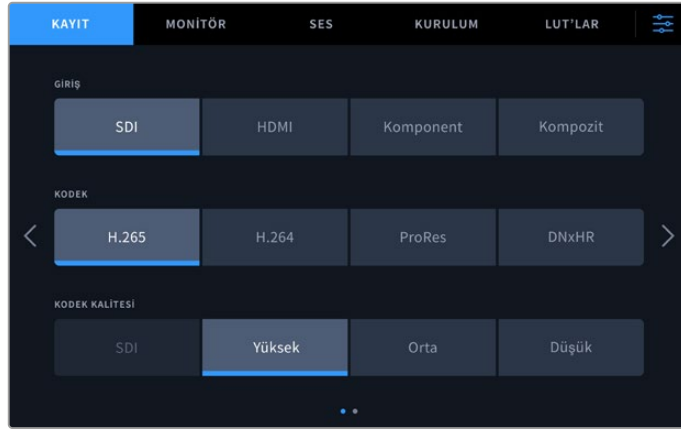 KAYIT MONİTÖR SES KURULUM LUT'LAR
GİRİŞ
SDI HDMI Komponent Kompozit
KODEK
H.265 H.264 ProRes DNxHR
KODEK KALİTESİ
SDI Yüksek Orta Düşük